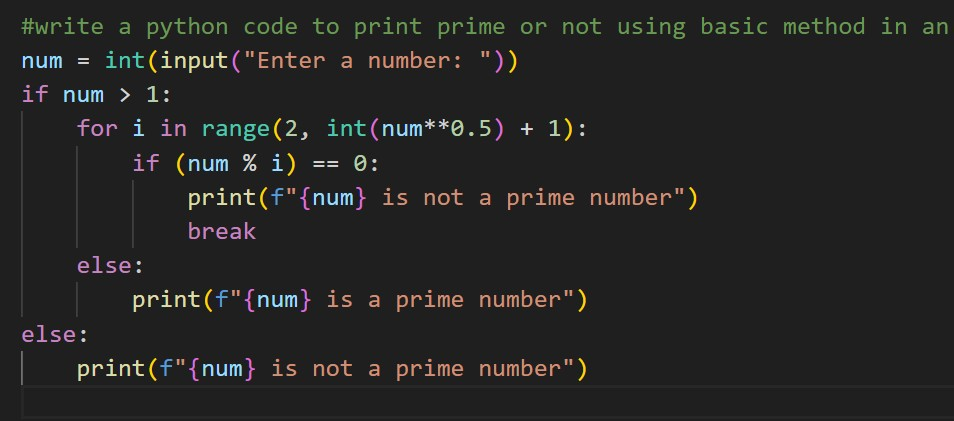 #write a python code to print prime or not using basic method in an
num = int(input("Enter a number: "))
if num > 1:
    for i in range(2, int(num**0.5) + 1):
        if (num % i) == 0:
            print(f"{num} is not a prime number")
            break
    else:
        print(f"{num} is a prime number")
else:
    print(f"{num} is not a prime number")